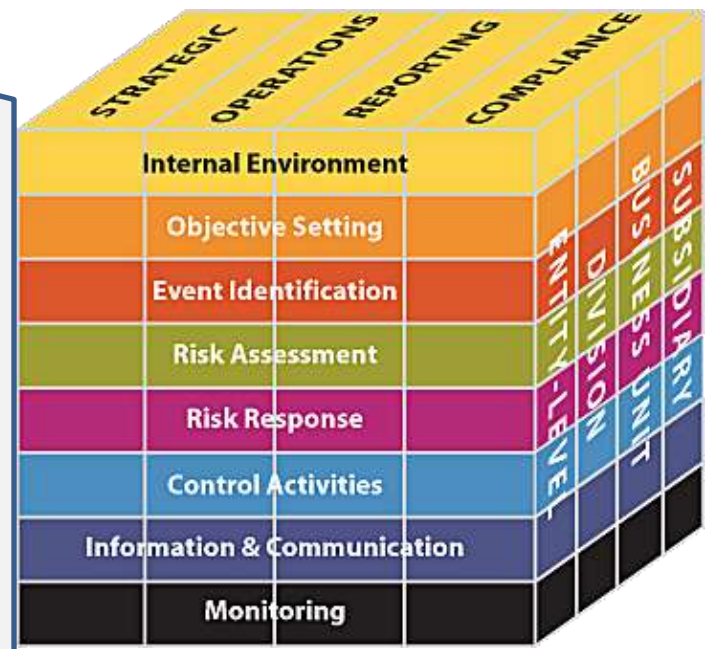 STRATEGIC
OPERATIONS
REPORTING
COMPLIANCE
Internal Environment
Objective Setting
Event Identification
Risk Assessment
Risk Response
Control Activities
Information & Communication
Monitoring
ENTITY-LEVEL
DIVISION
BUSINESS UNIT
SUBSIDIARY